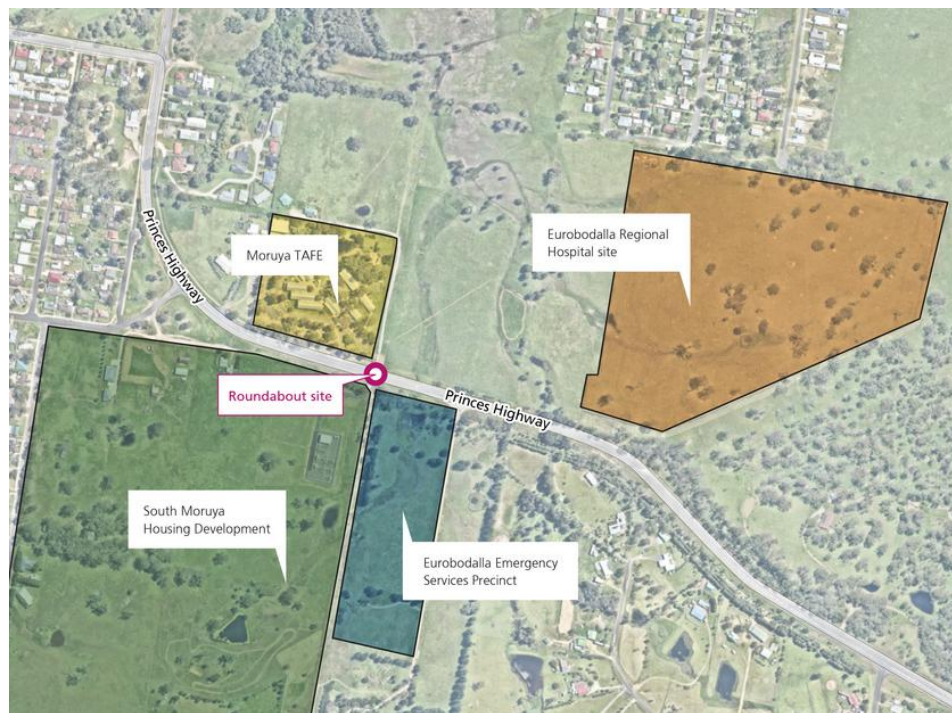 Princes Highway
Moruya TAFE
Eurobodalla Regional
Hospital site
Roundabout site
Princes Highway
South Moruya
Housing Development
Eurobodalla Emergency
Services Precinct